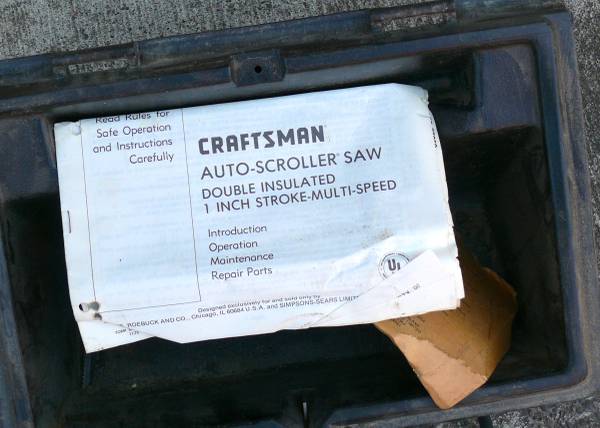 Read Rules for
Safe Operation
and Instructions
Carefully
CRAFTSMAN®
AUTO-SCROLLER® SAW
DOUBLE INSULATED
1 INCH STROKE-MULTI-SPEED
Introduction
Operation
Maintenance
Repair Parts
UL
Designed exclusively for and sold only by
ROEBUCK AND CO., Chicago, IL 60684 U.S.A. and SIMPSONS-SEARS